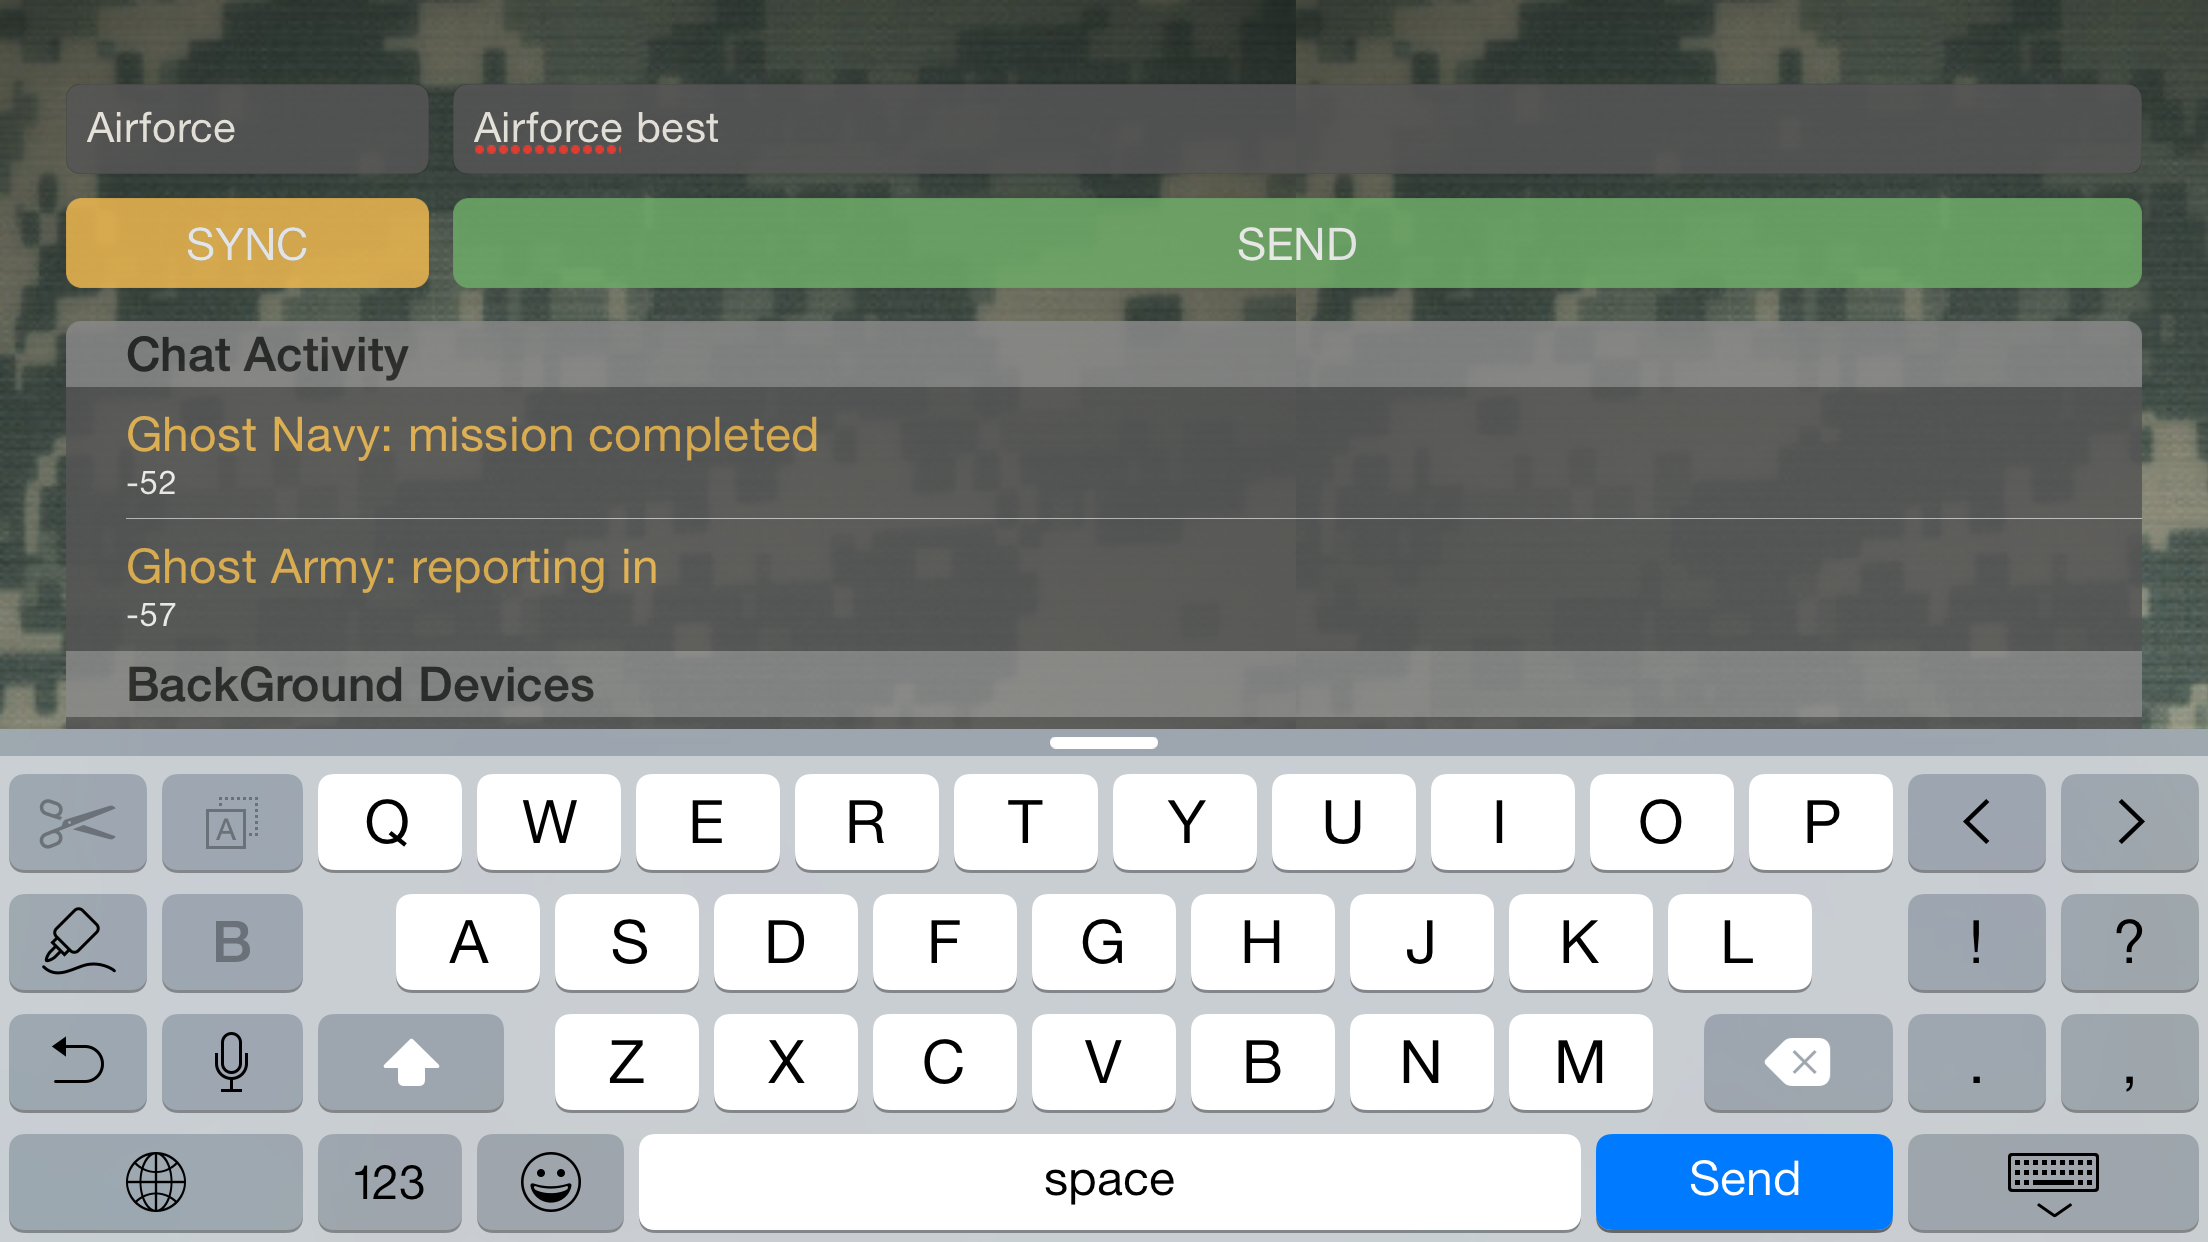 Airforce
Airforce best
SYNC
SEND
Chat Activity
Ghost Navy: mission completed
-52
Ghost Army: reporting in
-57
BackGround Devices
A
Q W E R T Y U I O P < >
B
A S D F G H J K L ! ?
Z X C V B N M . ,
123
space
Send